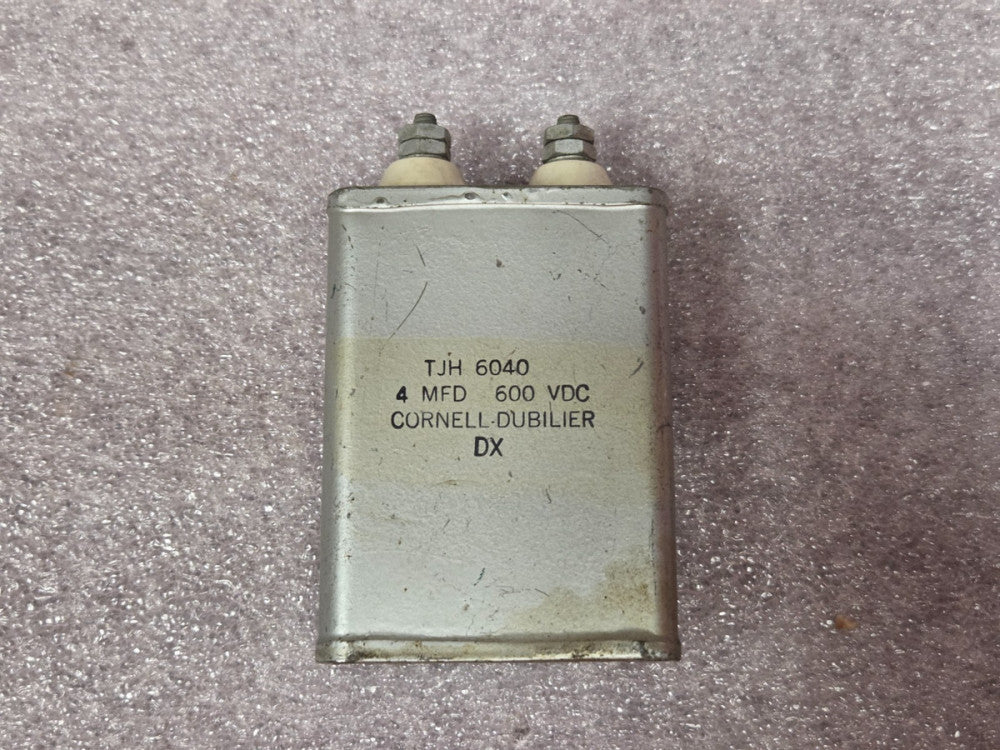 TJH 6040
4 MFD 600 VDC
CORNELL-DUBILIER
DX